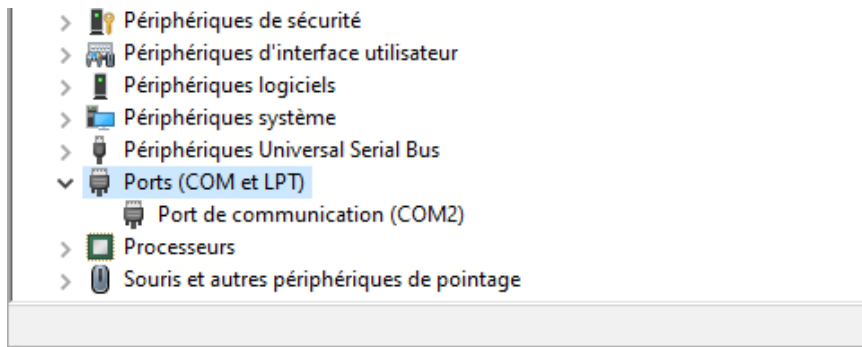 Périphériques de sécurité
Périphériques d'interface utilisateur
Périphériques logiciels
Périphériques système
Périphériques Universal Serial Bus
Ports (COM et LPT)
Port de communication (COM2)
Processeurs
Souris et autres périphériques de pointage